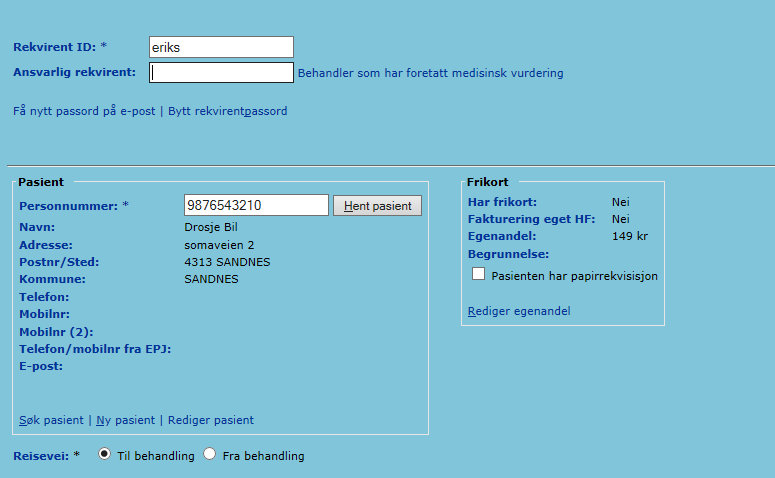 Rekvirent ID: * eriks
Ansvarlig rekvirent: Behandler som har foretatt medisinsk vurdering
Få nytt passord på e-post | Bytt rekvirentpassord
Pasient
Personnummer: * 9876543210 Hent pasient
Navn: Drosje Bil
Adresse: somaveien 2
Postnr/Sted: 4313 SANDNES
Kommune: SANDNES
Telefon:
Mobilnr:
Mobilnr (2):
Telefon/mobilnr fra EPJ:
E-post:
Søk pasient | Ny pasient | Rediger pasient
Frikort
Har frikort: Nei
Fakturering eget HF: Nei
Egenandel: 149 kr
Begrunnelse:
Pasienten har papirrekvisisjon
Rediger egenandel
Reisevei: * Til behandling Fra behandling